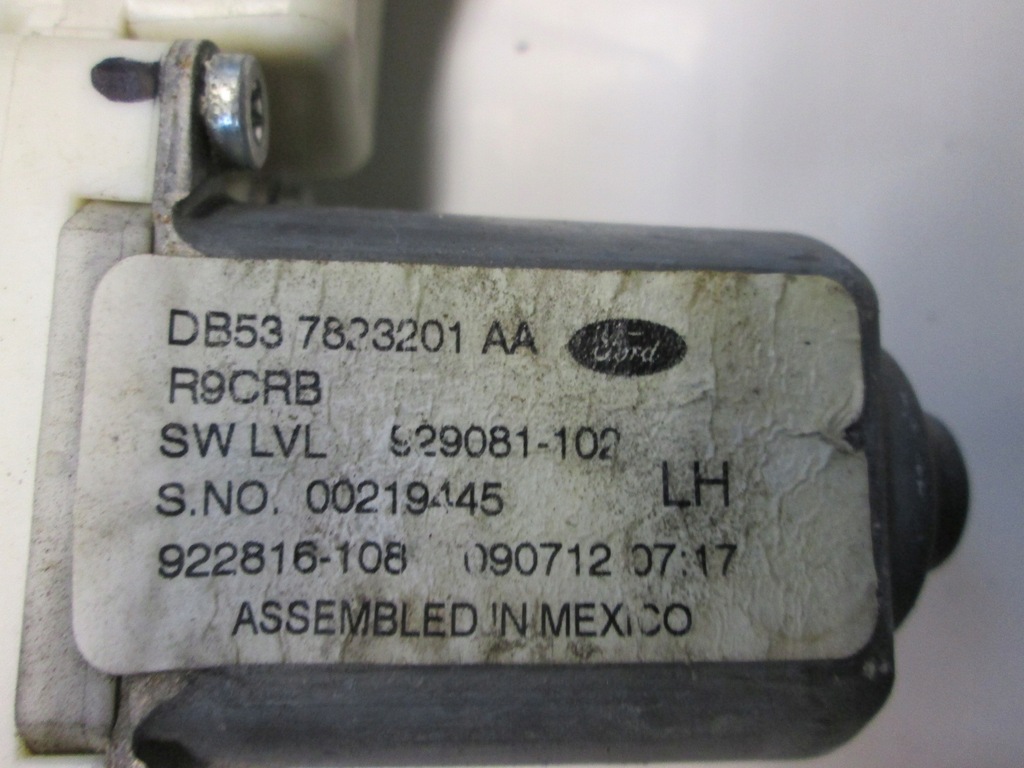 DB53 7823201 AA Ford
R9CRB
SW LVL 929081-102
S.NO. 00219445 LH
922816-108 090712 07:17
ASSEMBLED IN MEXICO